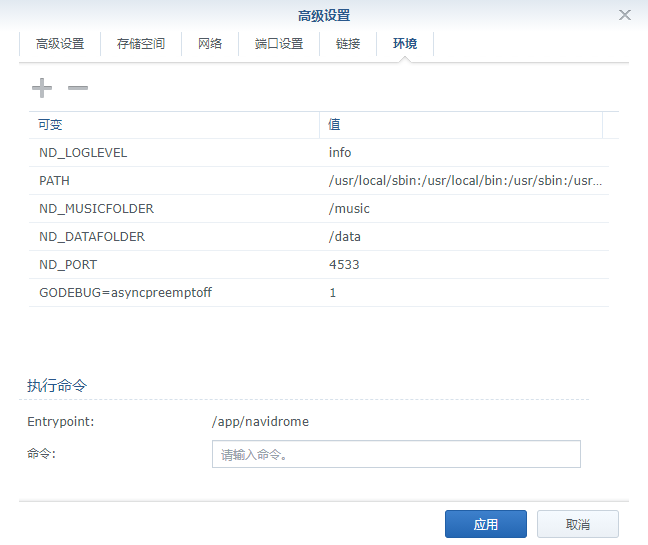 高级设置
高级设置 存储空间 网络 端口设置 链接 环境
可变 值
ND_LOGLEVEL info
PATH /usr/local/sbin:/usr/local/bin:/usr/sbin:/usr...
ND_MUSICFOLDER /music
ND_DATAFOLDER /data
ND_PORT 4533
GODEBUG=asyncpreemptoff 1
执行命令
Entrypoint: /app/navidrome
命令: 请输入命令。
应用 取消